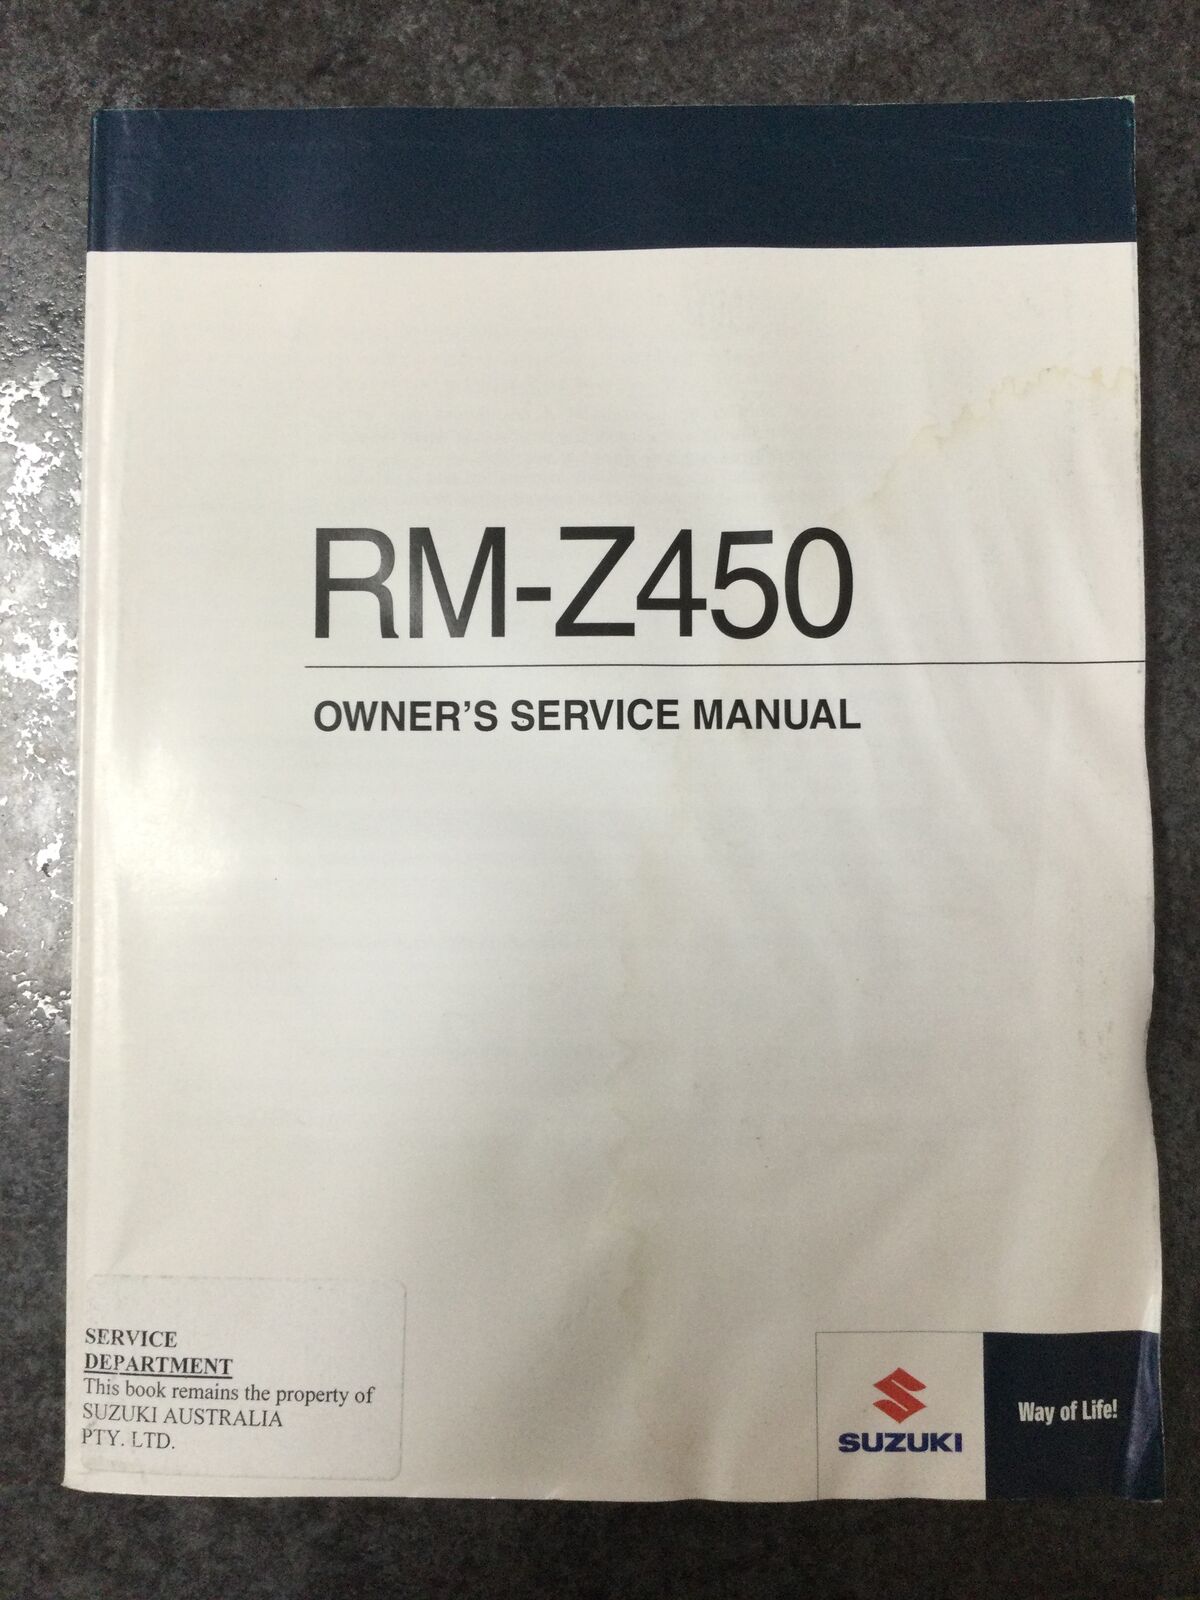 RM-Z450
OWNER'S SERVICE MANUAL
SERVICE
DEPARTMENT
This book remains the property of
SUZUKI AUSTRALIA
PTY. LTD.
SUZUKI
Way of Life!